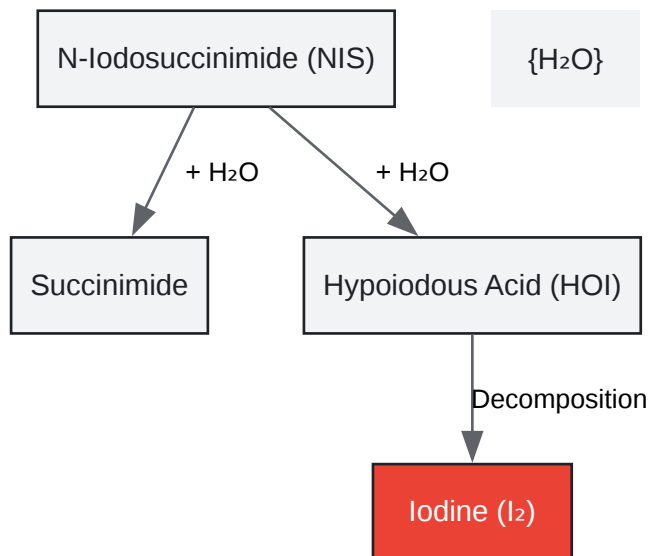 N-Iodosuccinimide (NIS)
{H₂O}
+ H₂O
+ H₂O
Succinimide
Hypoiodous Acid (HOI)
Decomposition
Iodine (I₂)